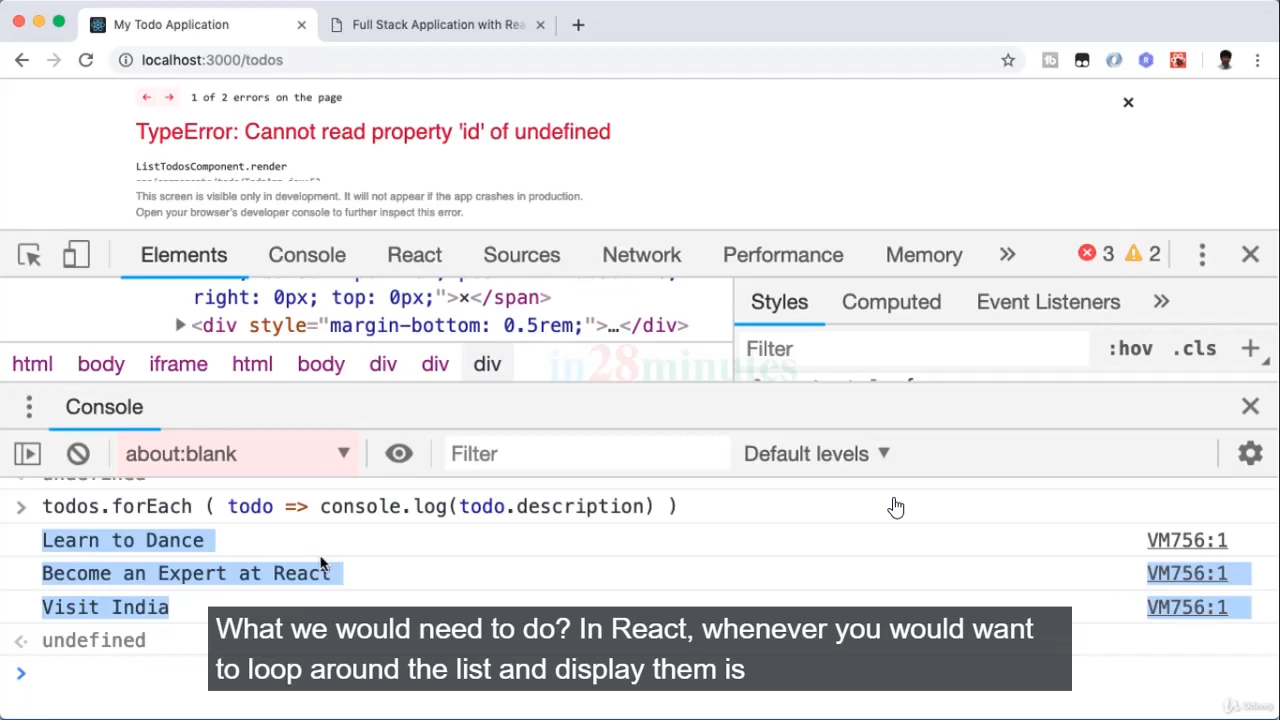 My Todo Application
Full Stack Application with Rea
localhost:3000/todos
1 of 2 errors on the page
TypeError: Cannot read property 'id' of undefined
ListTodosComponent.render
This screen is visible only in development. It will not appear if the app crashes in production.
Open your browser's developer console to further inspect this error.
Elements Console React Sources Network Performance Memory » 3 2
right: 0px; top: 0px;">×</span>
<div style="margin-bottom: 0.5rem;">…</div>
Styles Computed Event Listeners »
Filter :hov .cls +
html body iframe html body div div div
in28minutes
Console
about:blank Filter Default levels
undefined
> todos.forEach ( todo => console.log(todo.description) )
Learn to Dance VM756:1
Become an Expert at React VM756:1
Visit India VM756:1
undefined
>
What we would need to do? In React, whenever you would want
to loop around the list and display them is
Udemy